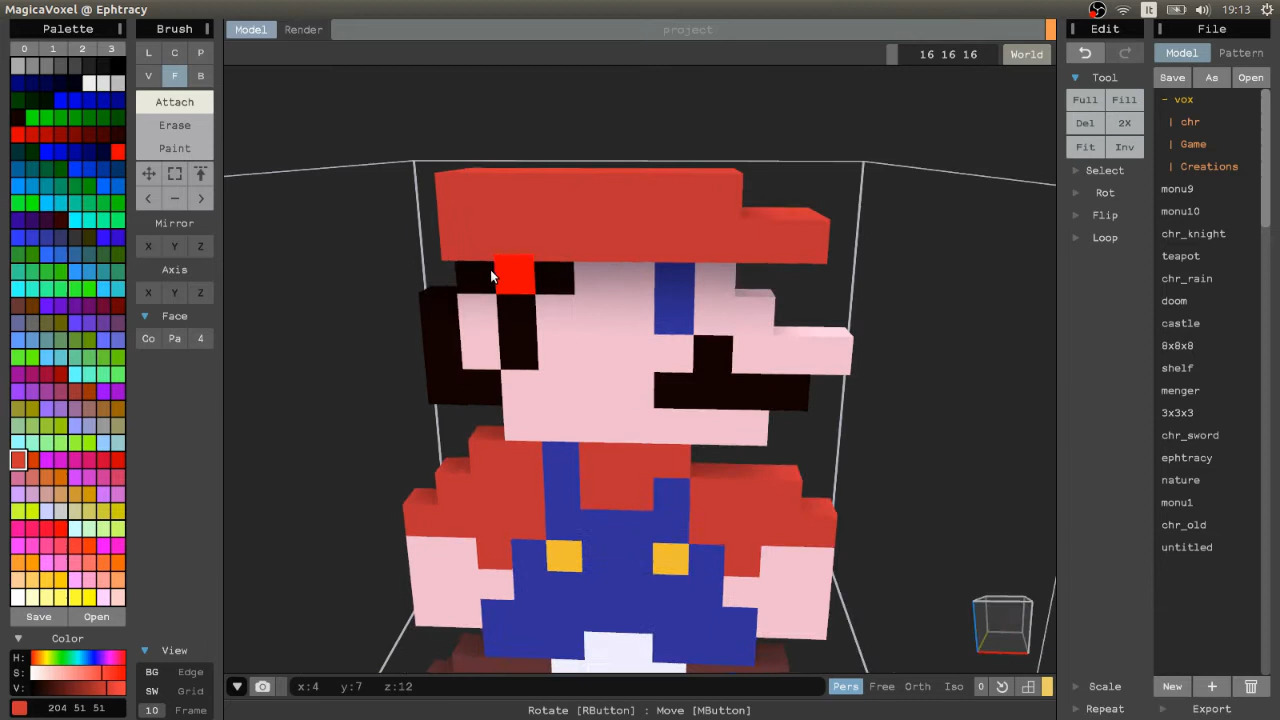 MagicaVoxel @ Ephtracy
It
19:13
Palette
0 1 2 3
Save Open
Color
H:
S:
V:
204 51 51
Brush
L C P
V F B
Attach
Erase
Paint
Mirror
X Y Z
Axis
X Y Z
Face
Co Pa 4
View
BG Edge
SW Grid
10 Frame
Model Render project
16 16 16 World
x:4 y:7 z:12
Pers Free Orth Iso 0
Rotate [RButton] : Move [MButton]
Edit
Tool
Full Fill
Del 2X
Fit Inv
Select
Rot
Flip
Loop
Scale
Repeat
File
Model Pattern
Save As Open
- vox
| chr
| Game
| Creations
monu9
monu10
chr_knight
teapot
chr_rain
doom
castle
8x8x8
shelf
menger
3x3x3
chr_sword
ephtracy
nature
monu1
chr_old
untitled
New +
Export